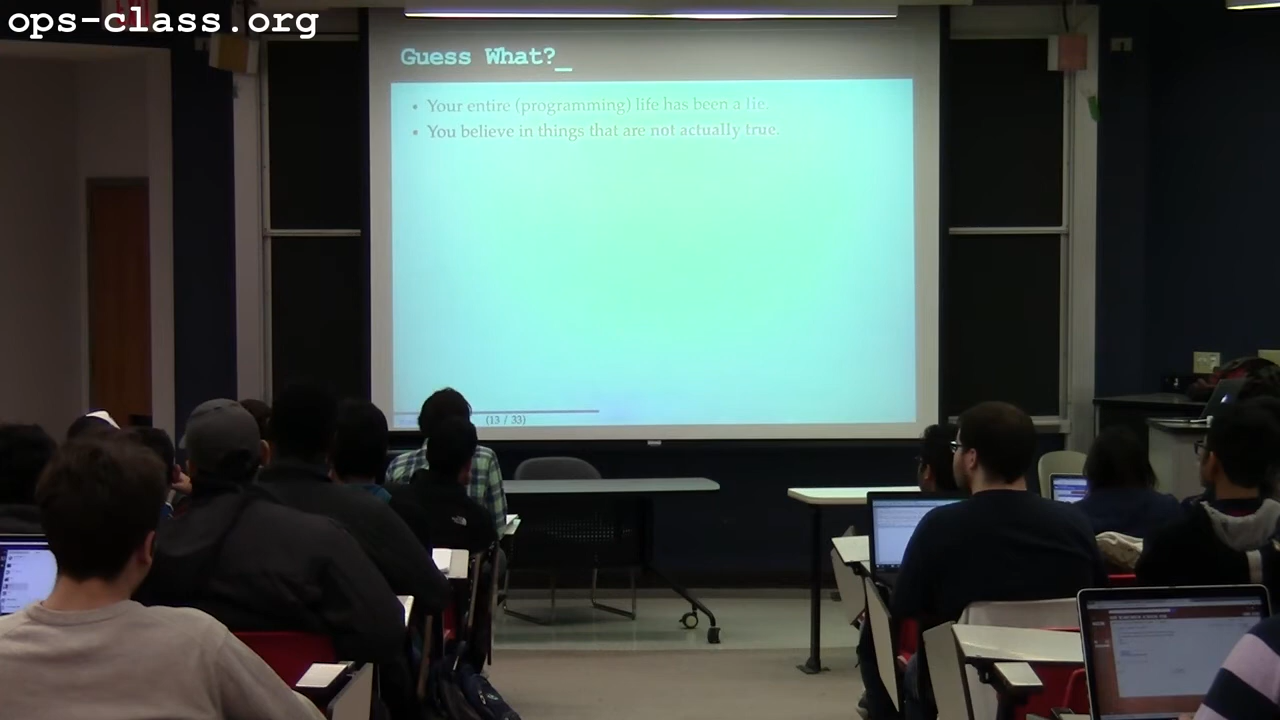 ops-class.org
Guess What?_
Your entire (programming) life has been a lie.
You believe in things that are not actually true.
(13 / 33)